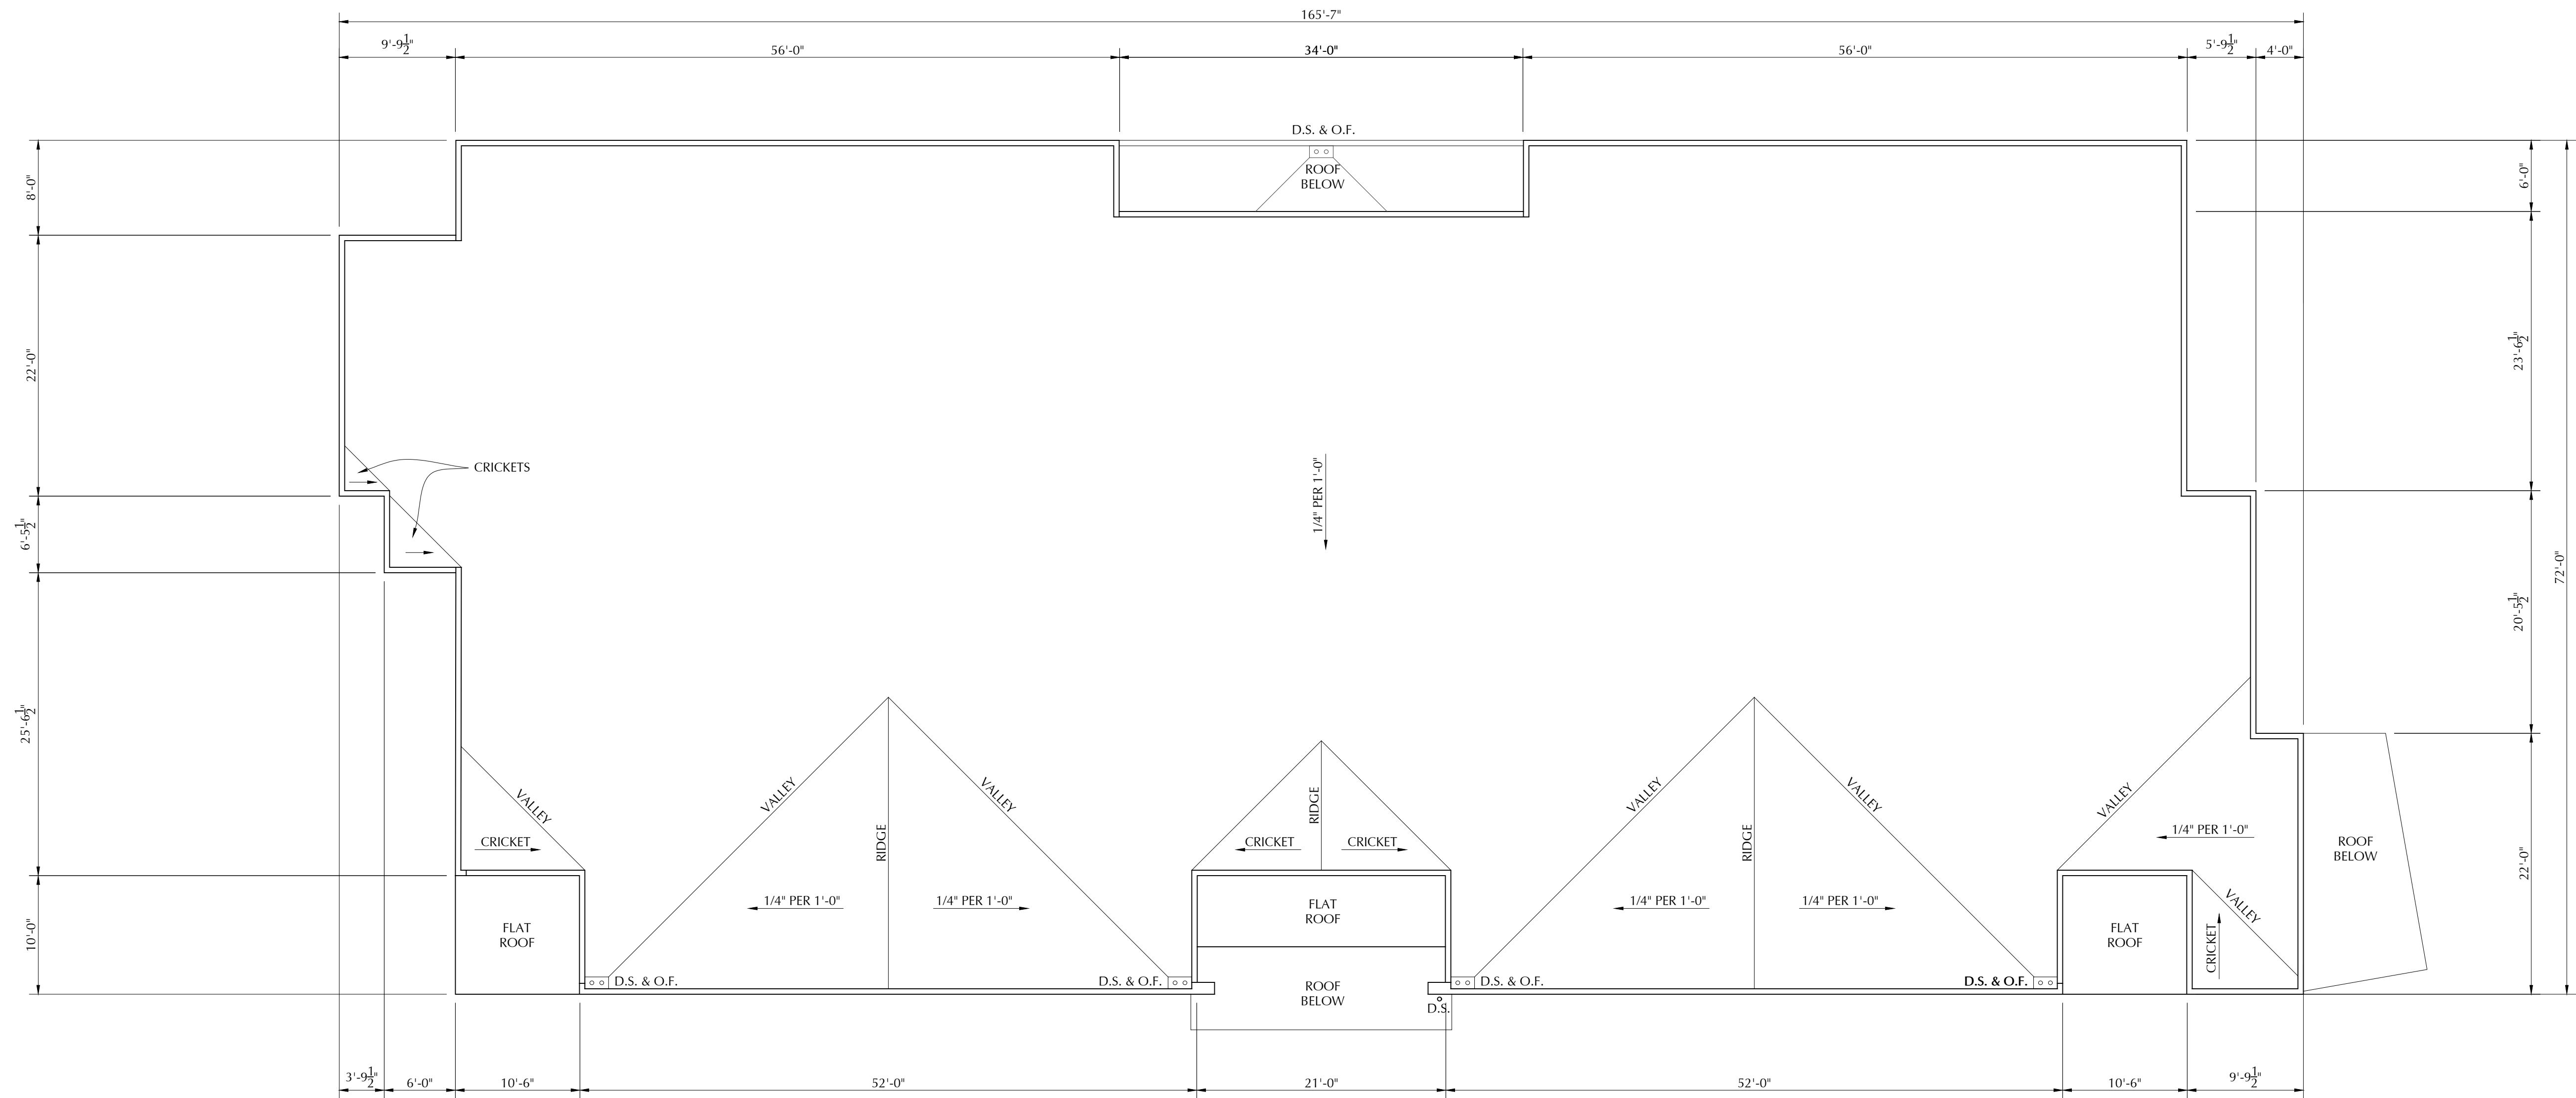 165'-7"
9'-9 1/2"
56'-0"
34'-0"
56'-0"
5'-9 1/2"
4'-0"
D.S. & O.F.
ROOF
BELOW
8'-0"
22'-0"
6'-5 1/2"
25'-6 1/2"
10'-0"
6'-0"
23'-6 1/2"
20'-5 1/2"
22'-0"
72'-0"
CRICKETS
1/4" PER 1'-0"
VALLEY
CRICKET
FLAT
ROOF
VALLEY
RIDGE
VALLEY
1/4" PER 1'-0"
1/4" PER 1'-0"
D.S. & O.F.
D.S. & O.F.
RIDGE
CRICKET
CRICKET
FLAT
ROOF
ROOF
BELOW
D.S.
VALLEY
RIDGE
VALLEY
1/4" PER 1'-0"
1/4" PER 1'-0"
D.S. & O.F.
D.S. & O.F.
VALLEY
1/4" PER 1'-0"
FLAT
ROOF
CRICKET
VALLEY
ROOF
BELOW
3'-9 1/2"
6'-0"
10'-6"
52'-0"
21'-0"
52'-0"
10'-6"
9'-9 1/2"